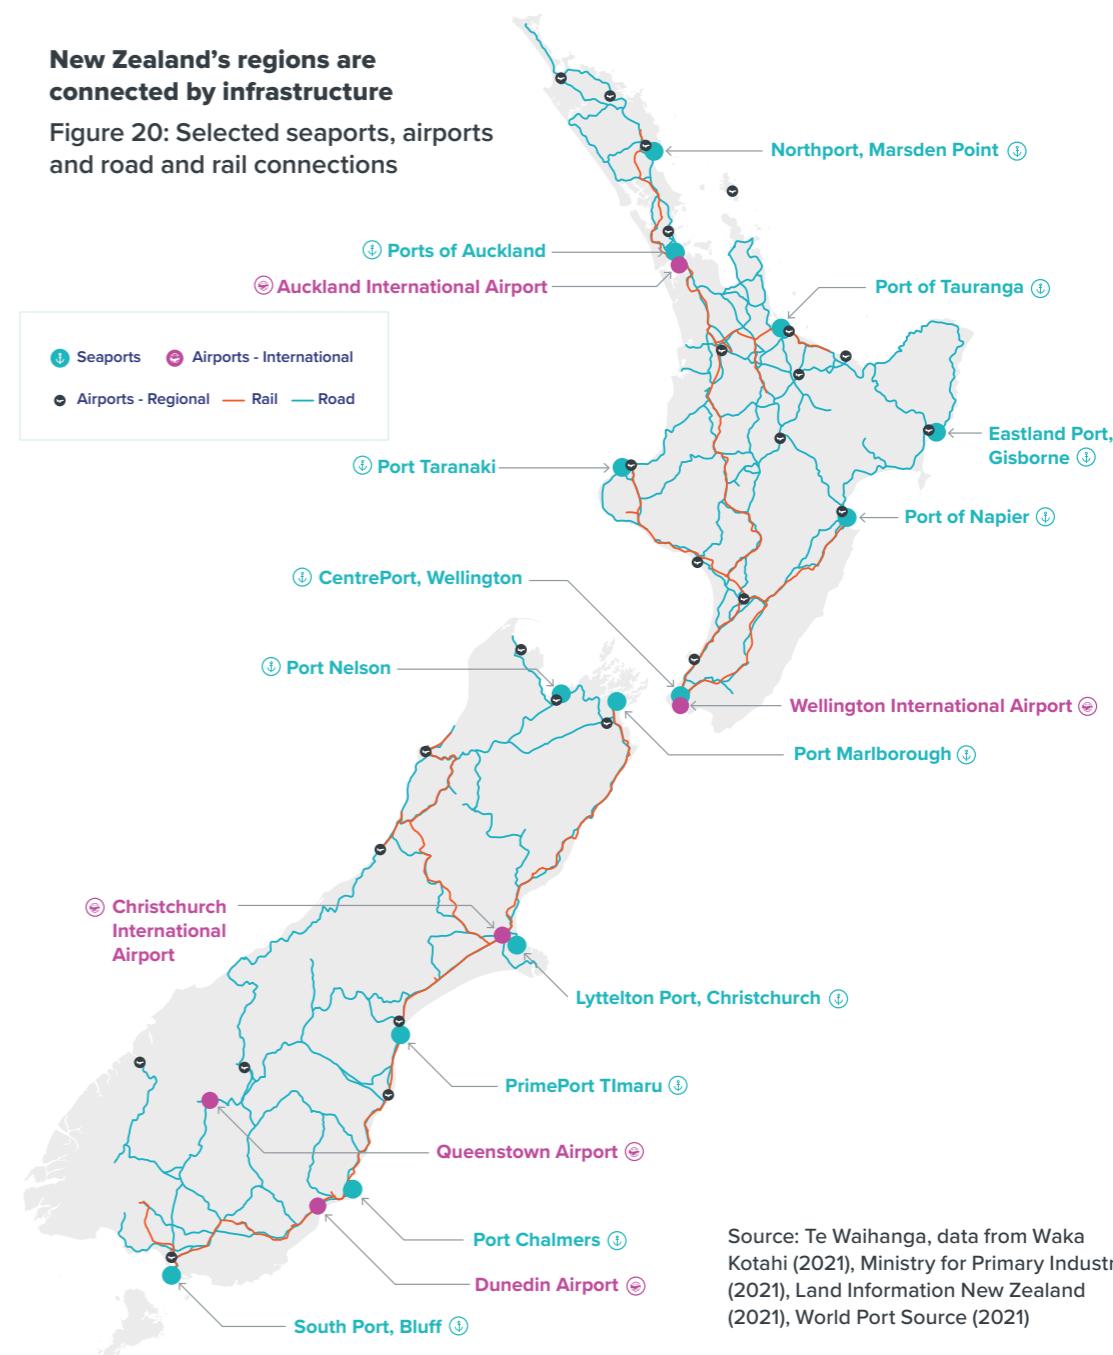 New Zealand's regions are
connected by infrastructure
Figure 20: Selected seaports, airports
and road and rail connections
Northport, Marsden Point
Ports of Auckland
Auckland International Airport
Port of Tauranga
Seaports
Airports - International
Airports - Regional
Rail
Road
Eastland Port,
Gisborne
Port Taranaki
Port of Napier
CentrePort, Wellington
Port Nelson
Wellington International Airport
Port Marlborough
Christchurch
International
Airport
Lyttelton Port, Christchurch
PrimePort TImaru
Queenstown Airport
Port Chalmers
Dunedin Airport
South Port, Bluff
Source: Te Waihanga, data from Waka
Kotahi (2021), Ministry for Primary Industr
(2021), Land Information New Zealand
(2021), World Port Source (2021)